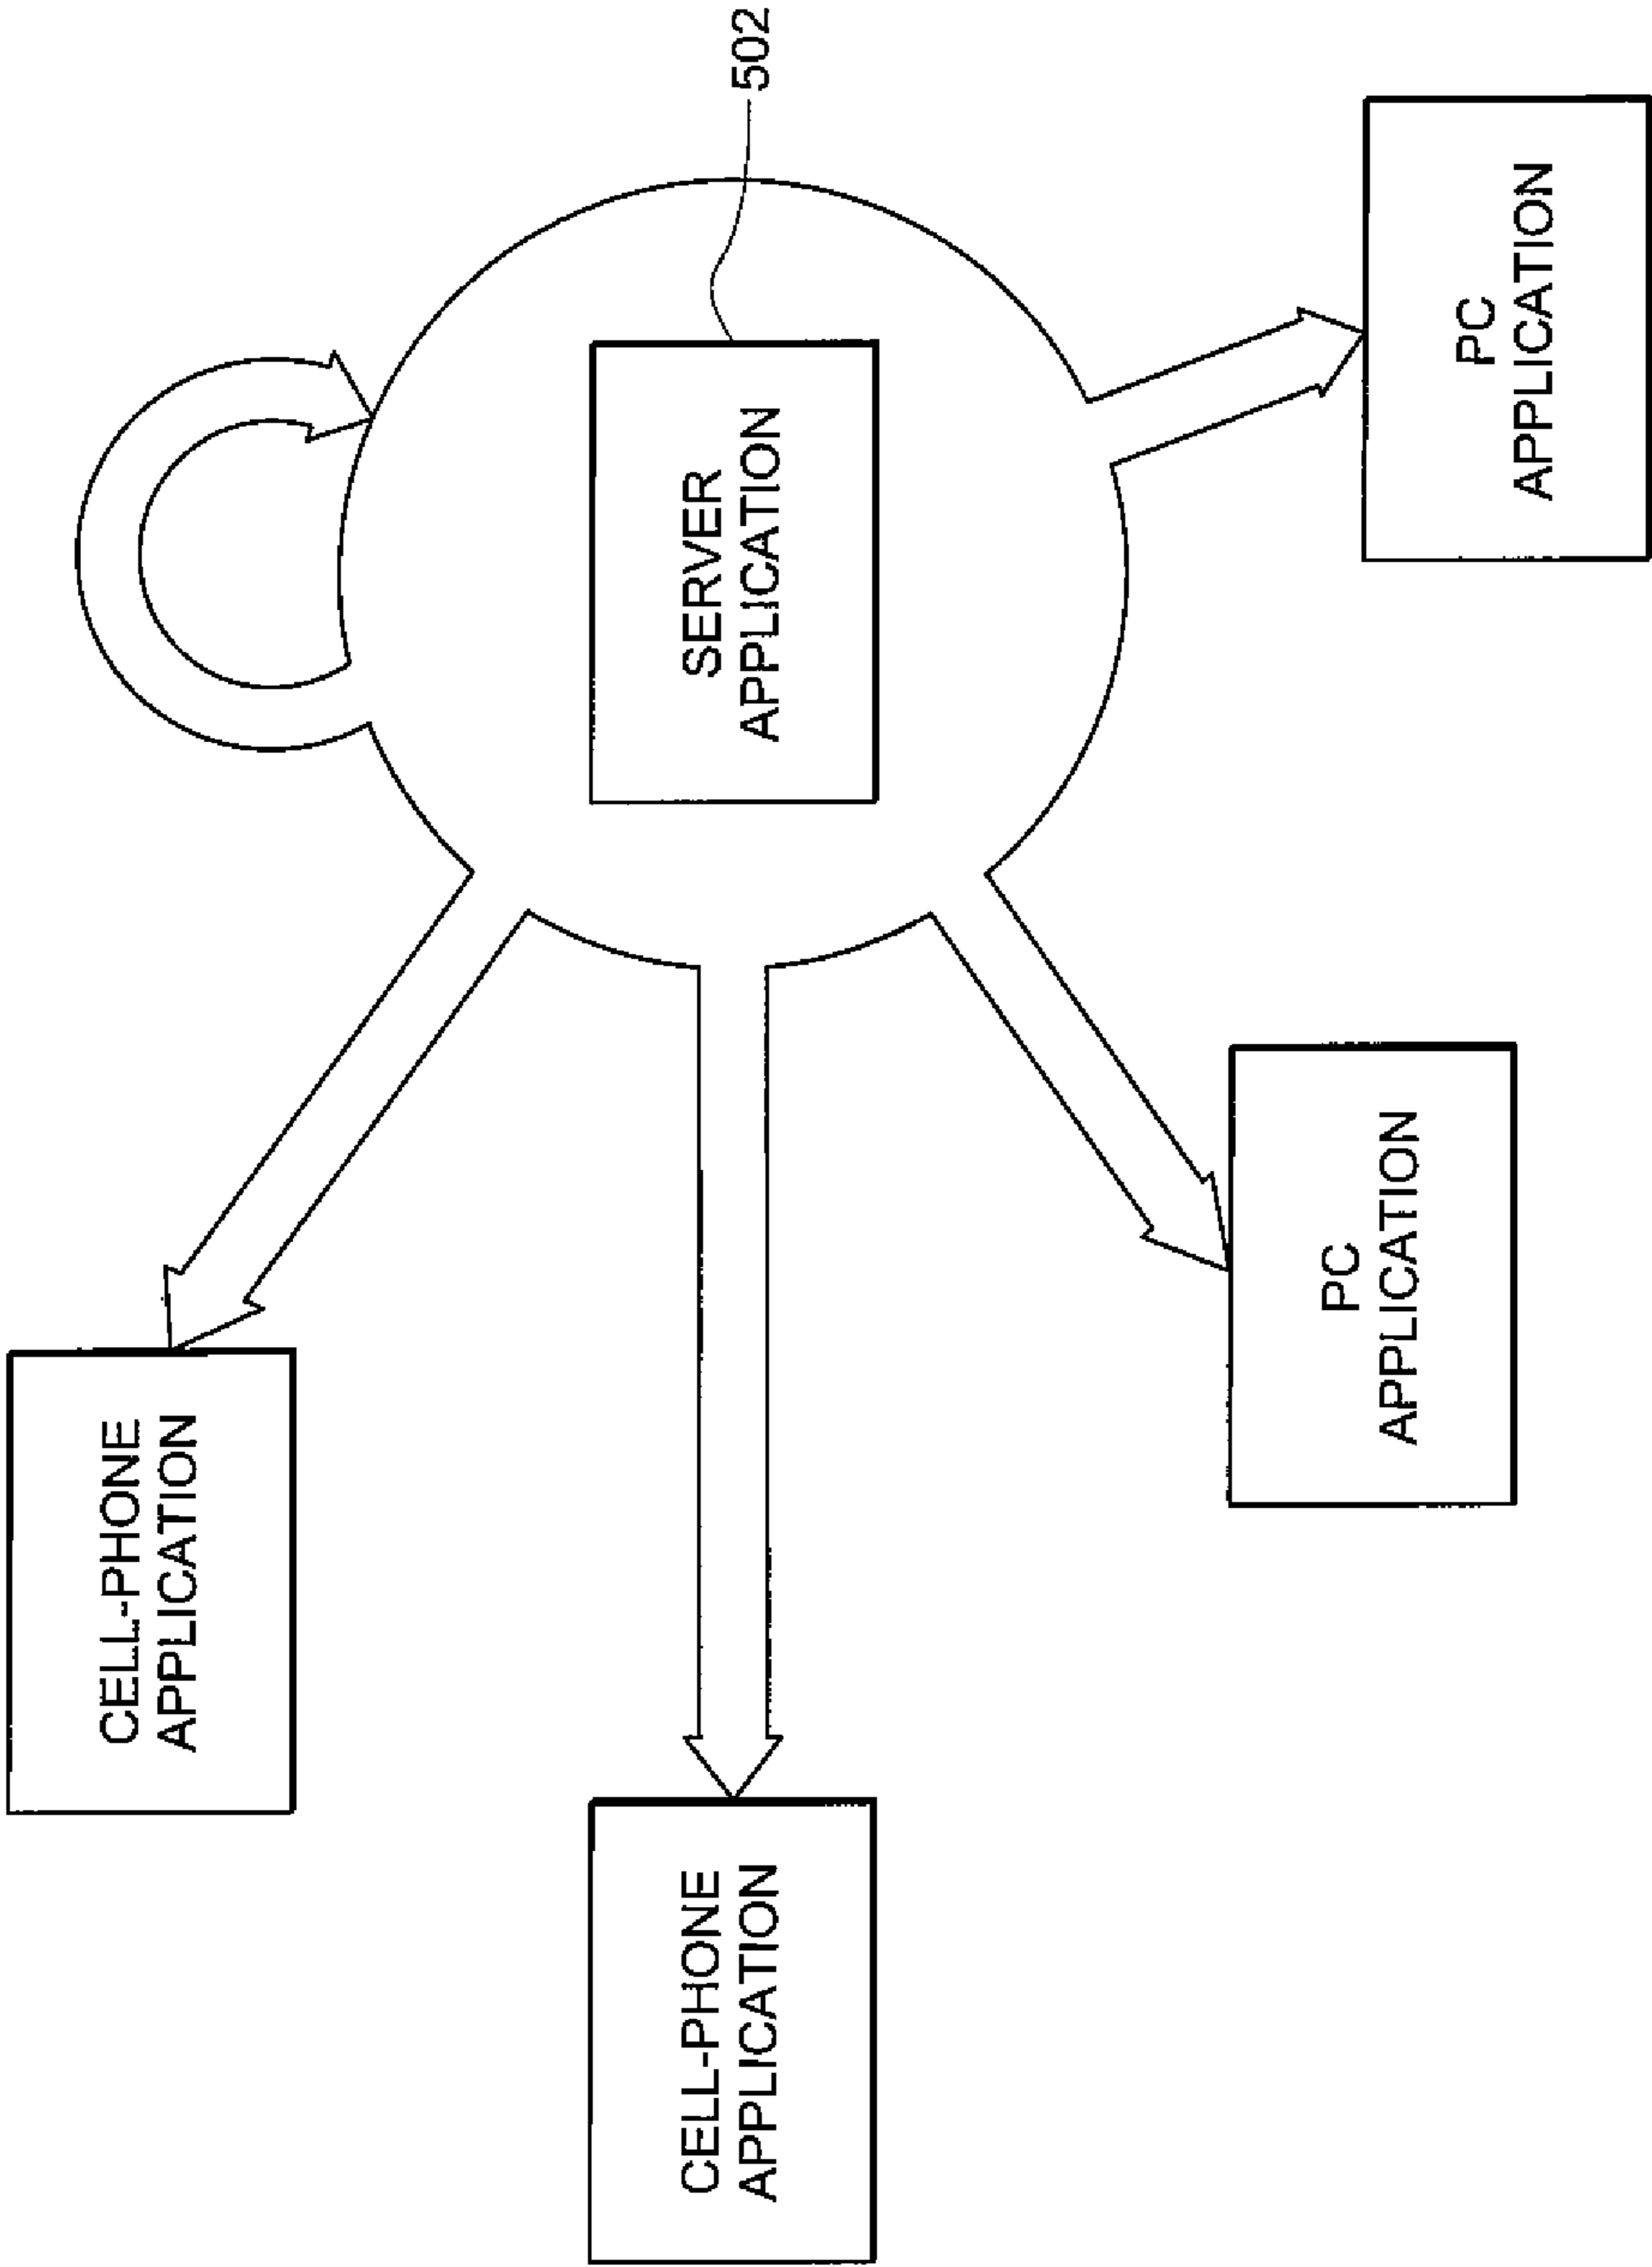 CELL-PHONE
APPLICATION
CELL-PHONE
APPLICATION
SERVER
APPLICATION
502
PC
APPLICATION
PC
APPLICATION